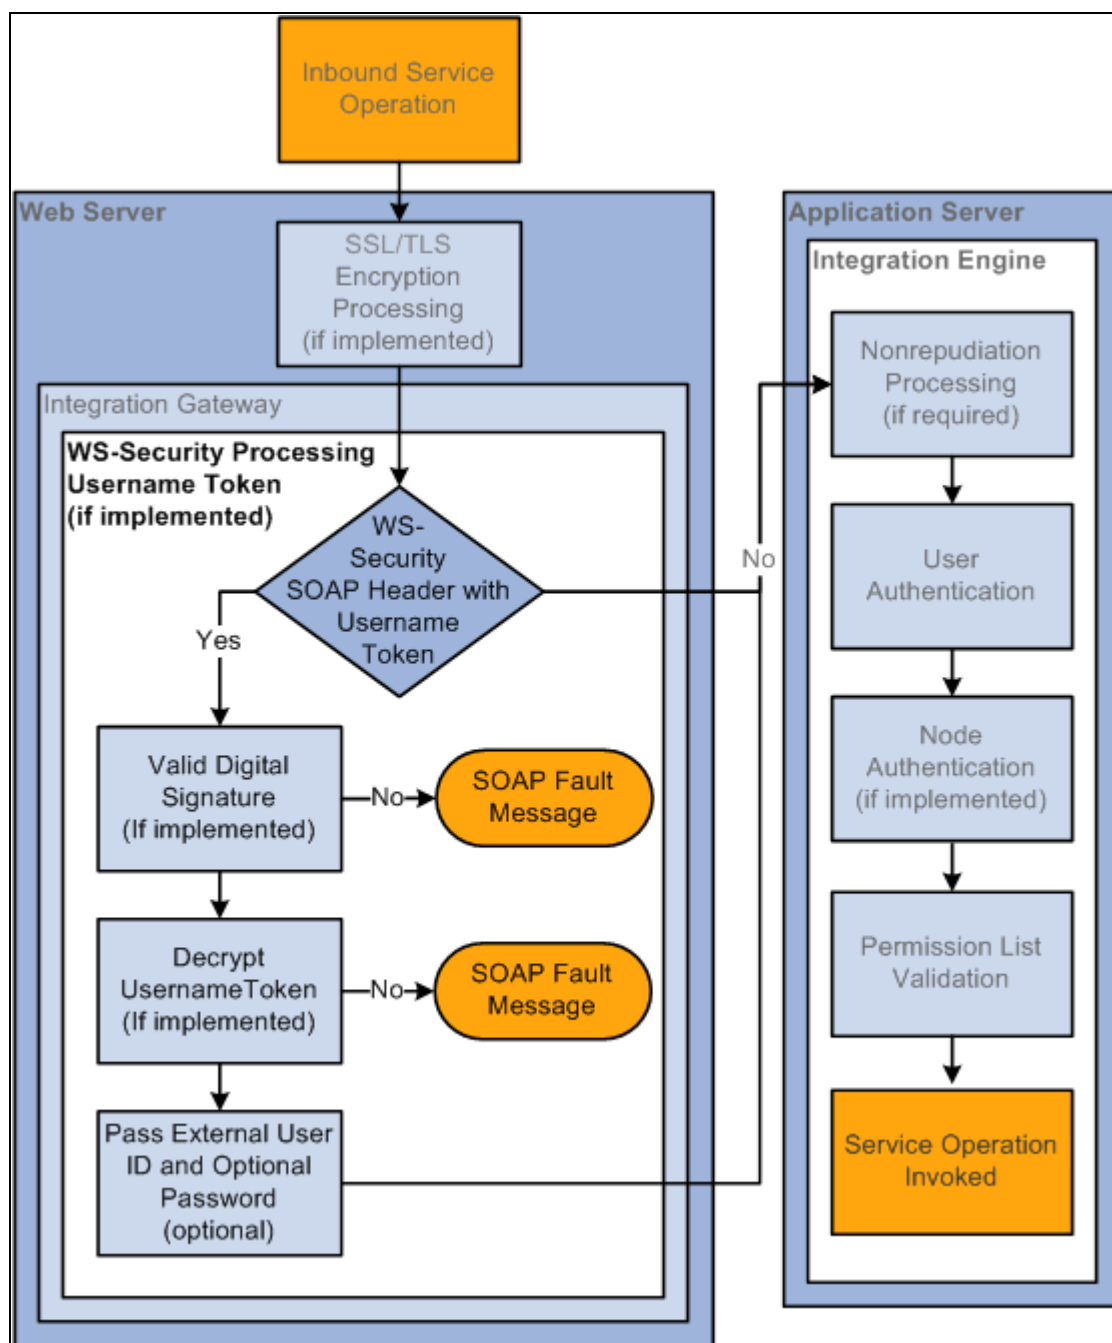 Inbound Service
Operation
Web Server
SSL/TLS
Encryption
Processing
(if implemented)
Integration Gateway
WS-Security Processing
Username Token
(if implemented)
WS-
Security
SOAP Header with
Username
Token
Yes
No
Valid Digital
Signature
(If implemented)
No
SOAP Fault
Message
Decrypt
UsernameToken
(If implemented)
No
SOAP Fault
Message
Pass External User
ID and Optional
Password
(optional)
Application Server
Integration Engine
Nonrepudiation
Processing
(if required)
User
Authentication
Node
Authentication
(if implemented)
Permission List
Validation
Service Operation
Invoked